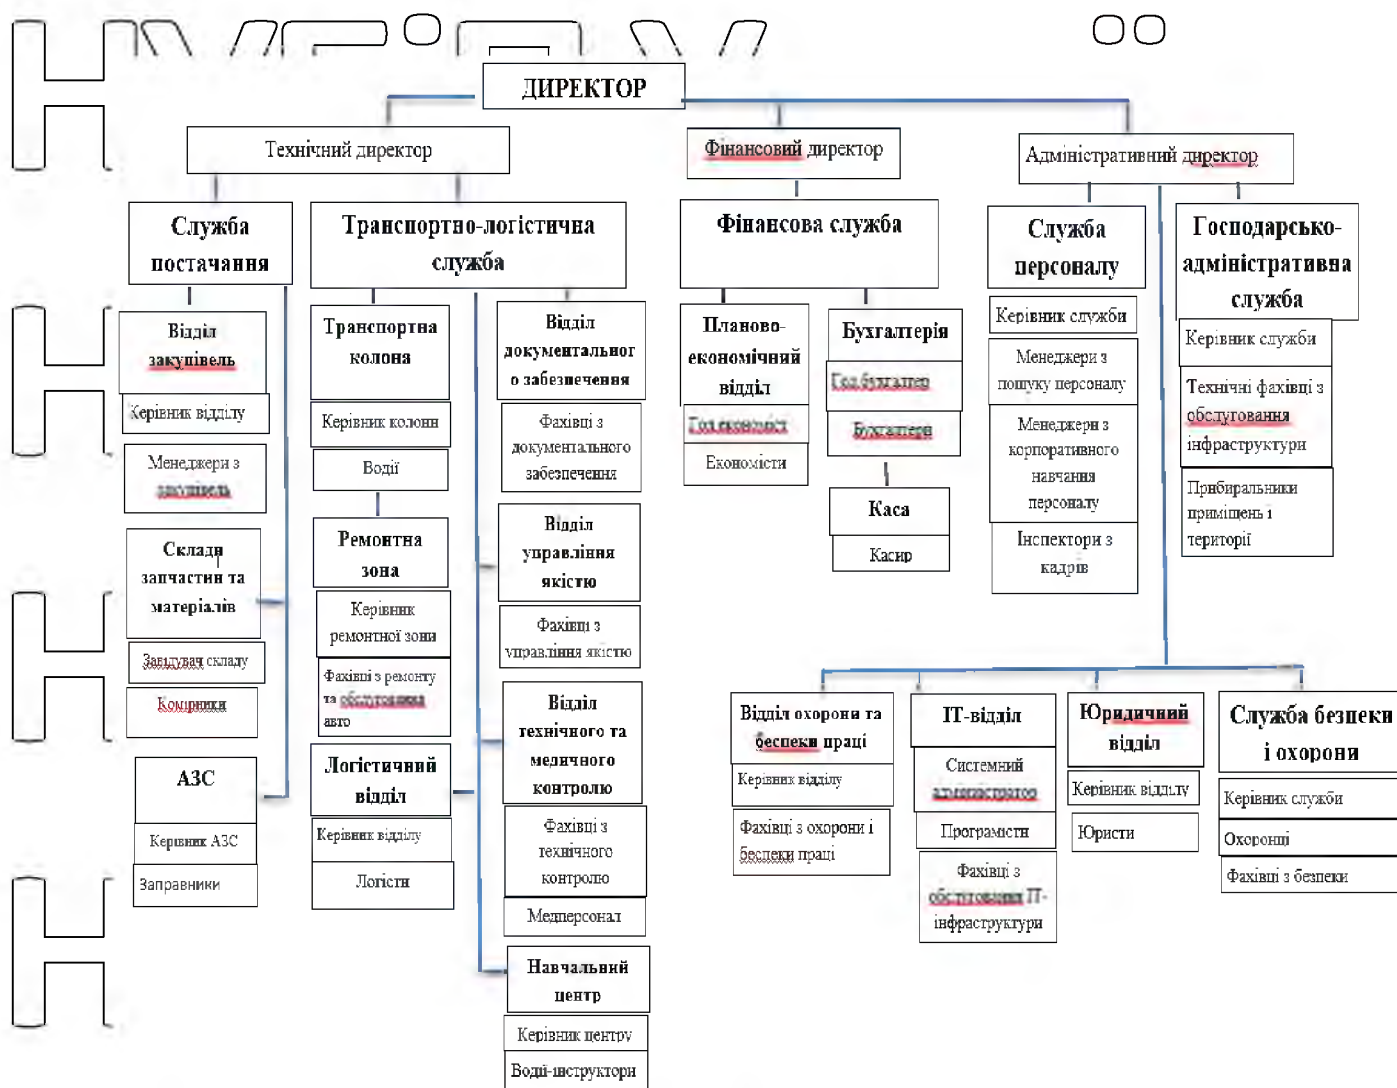 ДИРЕКТОР
Технічний директор
Фінансовий директор
Адміністративний директор
Служба
постачання
Транспортно-логістична
служба
Фінансова служба
Служба
персоналу
Господарсько-
адміністративна
служба
Відділ
закупівель
Керівник відділу
Менеджери з
закупівель
Склади
запчастин та
матеріалів
Завідувач складу
Комірники
АЗС
Керівник АЗС
Заправники
Транспортна
колона
Керівник колони
Водії
Ремонтна
зона
Керівник
ремонтної зони
Фахівці з ремонту
та обслуговання
авто
Логістичний
відділ
Керівник відділу
Логісти
Відділ
документальног
о забезпечення
Фахівці з
документального
забезпечення
Відділ
управління
якістю
Фахівці з
управління якістю
Відділ
технічного та
медичного
контролю
Фахівці з
технічного
контролю
Медперсонал
Навчальний
центр
Керівник центру
Водії-інструктори
Планово-
економічний
відділ
Гол.економіст
Економісти
Бухгалтерія
Гол.бухгалтер
Бухгалтери
Каса
Касир
Керівник служби
Менеджери з
пошуку персоналу
Менеджери з
корпоративного
навчання
персоналу
Інспектори з
кадрів
Керівник служби
Технічні фахівці з
обслуговання
інфраструктури
Прибиральники
приміщень і
території
Відділ охорони та
беспеки праці
Керівник відділу
Фахівці з охорони і
беспеки праці
ІТ-відділ
Системний
адміністратор
Програмісти
Фахівці з
обслуговання ІТ-
інфраструктури
Юридичний
відділ
Керівник відділу
Юристи
Служба безпеки
і охорони
Керівник служби
Охоронці
Фахівці з безпеки